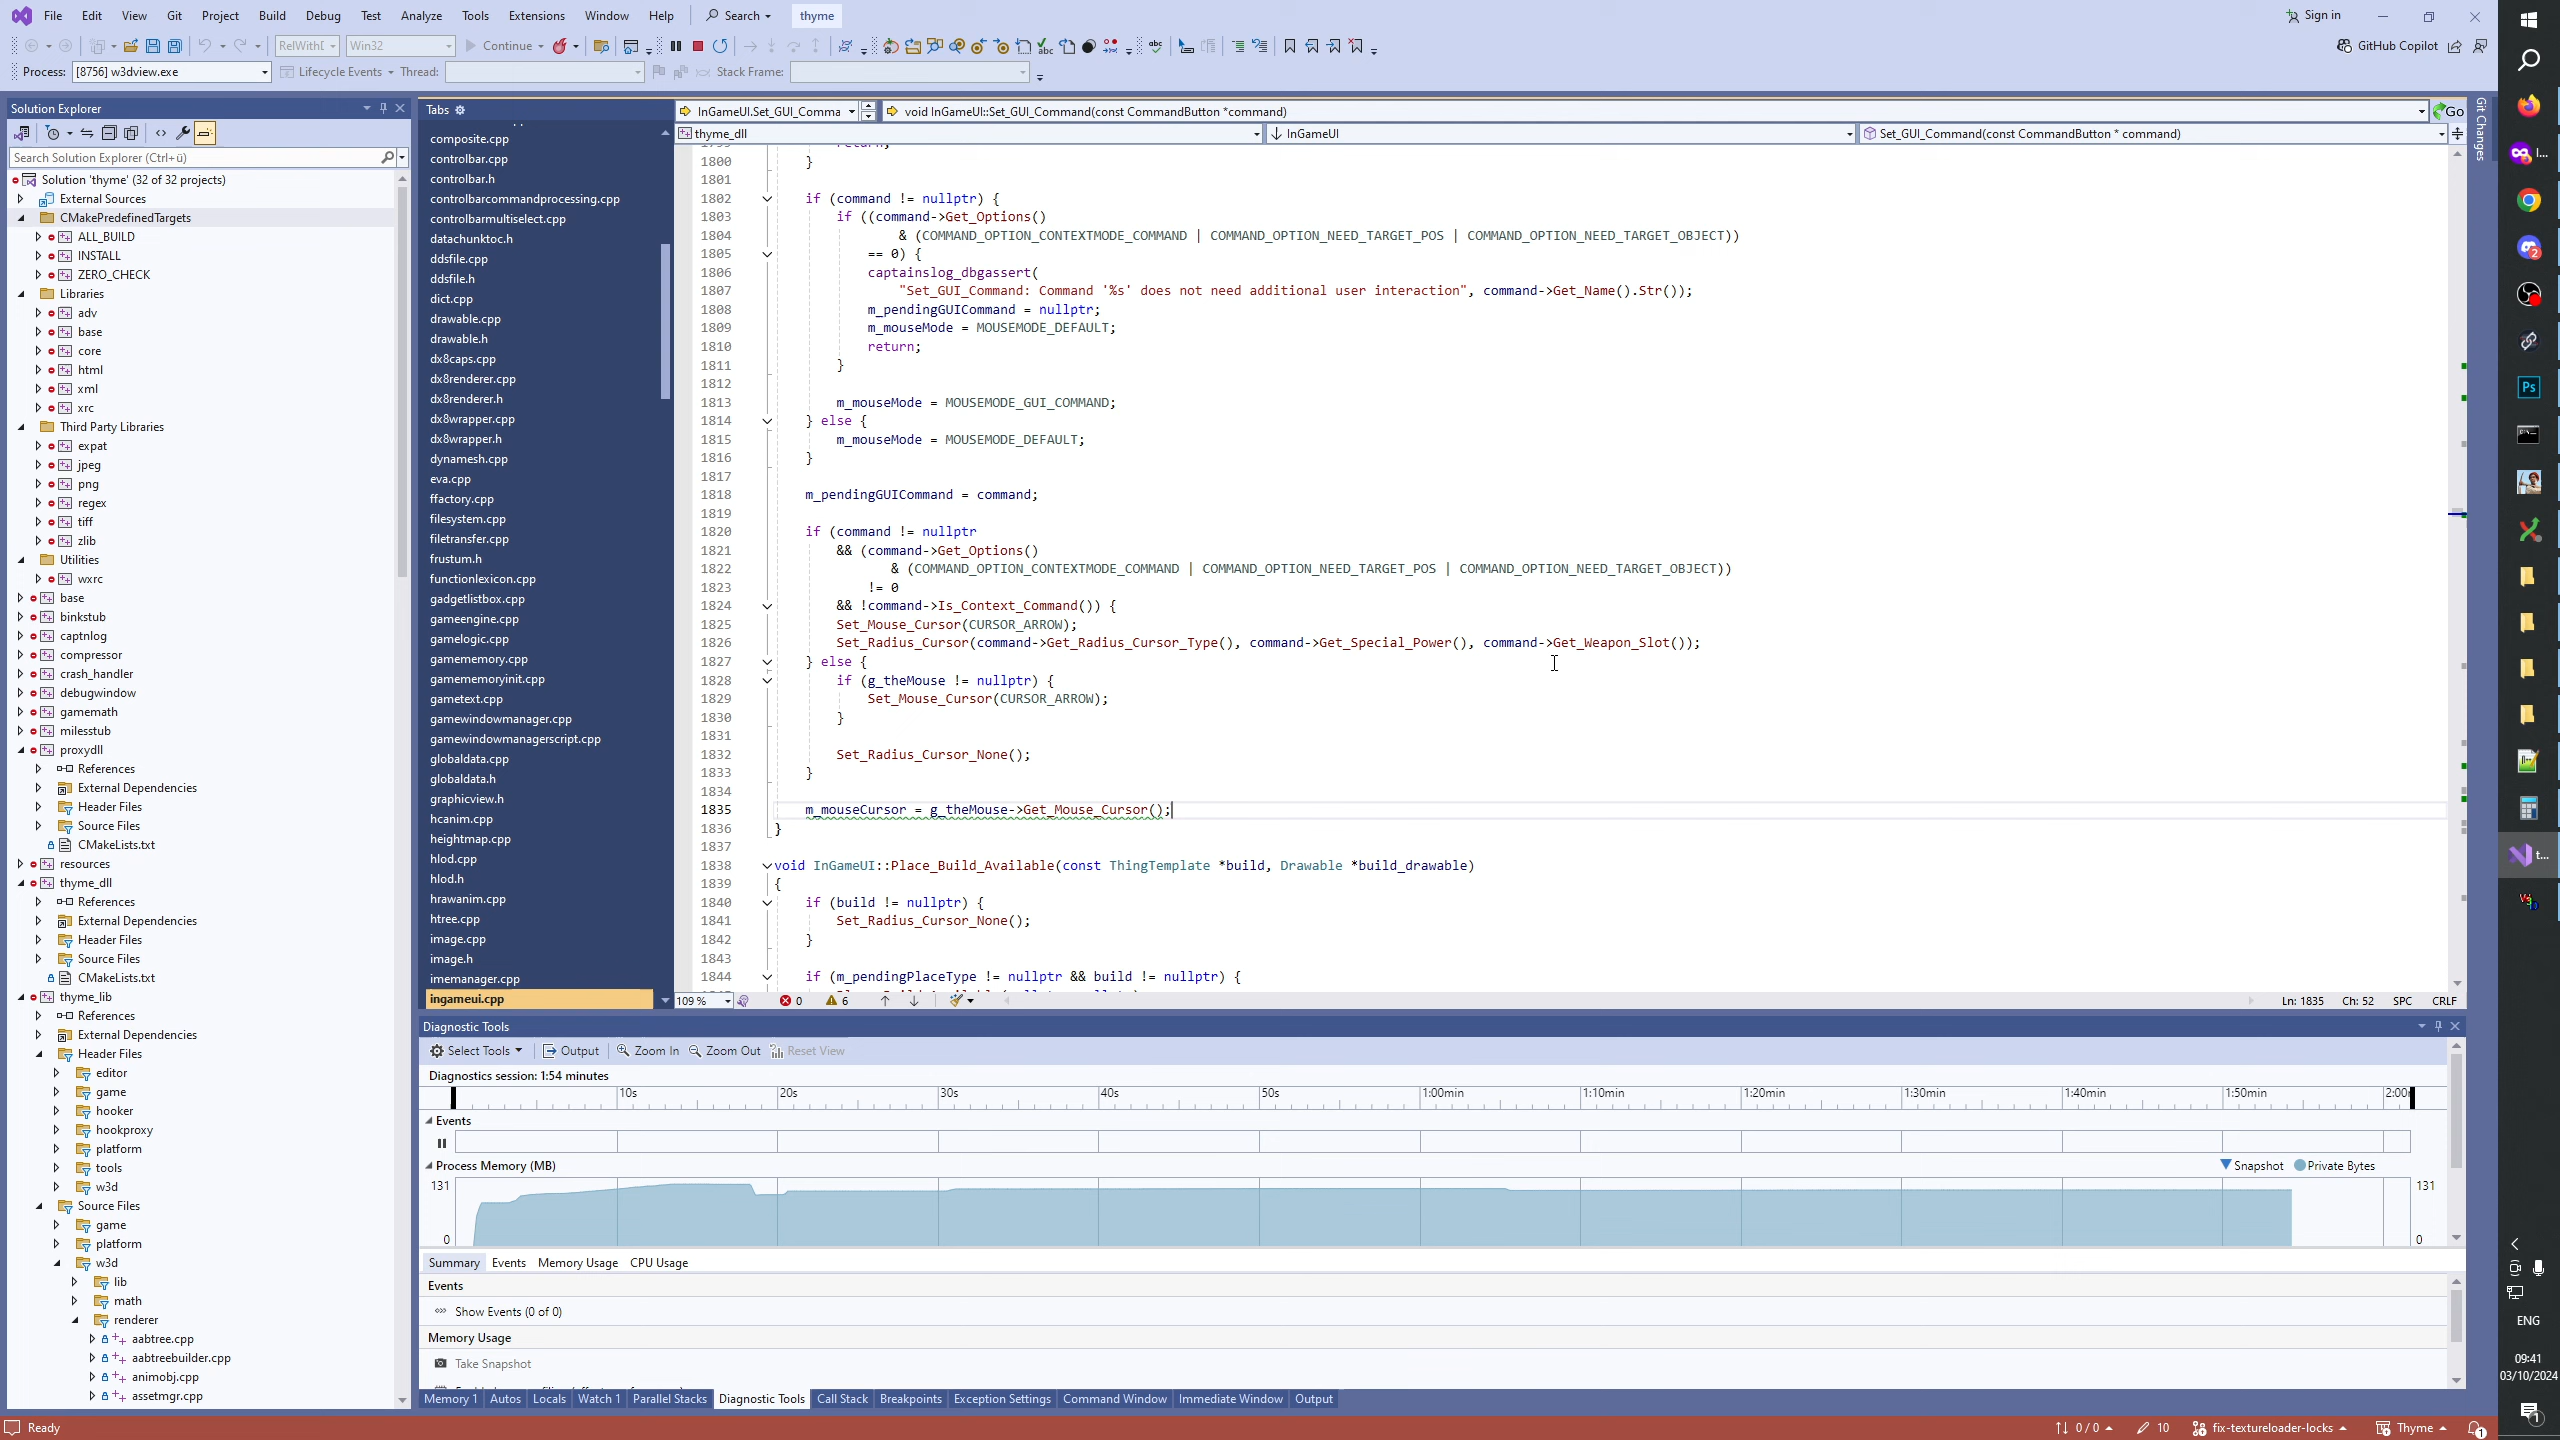 File Edit View Git Project Build Debug Test Analyze Tools Extensions Window Help Search thyme Sign in
RelWithI Win32 Continue GitHub Copilot
Process: [8756] w3dview.exe Lifecycle Events Thread: Stack Frame:
Solution Explorer
Search Solution Explorer (Ctrl+ü)
Solution 'thyme' (32 of 32 projects)
External Sources
CMakePredefinedTargets
ALL_BUILD
INSTALL
ZERO_CHECK
Libraries
adv
base
core
html
xml
xrc
Third Party Libraries
expat
jpeg
png
regex
tiff
zlib
Utilities
wxrc
base
binkstub
captnlog
compressor
crash_handler
debugwindow
gamemath
milesstub
proxydll
References
External Dependencies
Header Files
Source Files
CMakeLists.txt
resources
thyme_dll
References
External Dependencies
Header Files
Source Files
CMakeLists.txt
thyme_lib
References
External Dependencies
Header Files
editor
game
hooker
hookproxy
platform
tools
w3d
Source Files
game
platform
w3d
lib
math
renderer
aabtree.cpp
aabtreebuilder.cpp
animobj.cpp
assetmgr.cpp
Tabs
composite.cpp
controlbar.cpp
controlbar.h
controlbarcommandprocessing.cpp
controlbarmultiselect.cpp
datachunktoc.h
ddsfile.cpp
ddsfile.h
dict.cpp
drawable.cpp
drawable.h
dx8caps.cpp
dx8renderer.cpp
dx8renderer.h
dx8wrapper.cpp
dx8wrapper.h
dynamesh.cpp
eva.cpp
ffactory.cpp
filesystem.cpp
filetransfer.cpp
frustum.h
functionlexicon.cpp
gadgetlistbox.cpp
gameengine.cpp
gamelogic.cpp
gamememory.cpp
gamememoryinit.cpp
gametext.cpp
gamewindowmanager.cpp
gamewindowmanagerscript.cpp
globaldata.cpp
globaldata.h
graphicview.h
hcanim.cpp
heightmap.cpp
hlod.cpp
hlod.h
hrawanim.cpp
htree.cpp
image.cpp
image.h
imemanager.cpp
ingameui.cpp
InGameUI.Set_GUI_Comma void InGameUI::Set_GUI_Command(const CommandButton *command) Go
thyme_dll InGameUI Set_GUI_Command(const CommandButton * command)
1800 }
1801
1802 if (command != nullptr) {
1803 if ((command->Get_Options()
1804 & (COMMAND_OPTION_CONTEXTMODE_COMMAND | COMMAND_OPTION_NEED_TARGET_POS | COMMAND_OPTION_NEED_TARGET_OBJECT))
1805 == 0) {
1806 captainslog_dbgassert(
1807 "Set_GUI_Command: Command '%s' does not need additional user interaction", command->Get_Name().Str());
1808 m_pendingGUICommand = nullptr;
1809 m_mouseMode = MOUSEMODE_DEFAULT;
1810 return;
1811 }
1812
1813 m_mouseMode = MOUSEMODE_GUI_COMMAND;
1814 } else {
1815 m_mouseMode = MOUSEMODE_DEFAULT;
1816 }
1817
1818 m_pendingGUICommand = command;
1819
1820 if (command != nullptr
1821 && (command->Get_Options()
1822 & (COMMAND_OPTION_CONTEXTMODE_COMMAND | COMMAND_OPTION_NEED_TARGET_POS | COMMAND_OPTION_NEED_TARGET_OBJECT))
1823 != 0
1824 && !command->Is_Context_Command()) {
1825 Set_Mouse_Cursor(CURSOR_ARROW);
1826 Set_Radius_Cursor(command->Get_Radius_Cursor_Type(), command->Get_Special_Power(), command->Get_Weapon_Slot());
1827 } else {
1828 if (g_theMouse != nullptr) {
1829 Set_Mouse_Cursor(CURSOR_ARROW);
1830 }
1831
1832 Set_Radius_Cursor_None();
1833 }
1834
1835 m_mouseCursor = g_theMouse->Get_Mouse_Cursor();
1836 }
1837
1838 void InGameUI::Place_Build_Available(const ThingTemplate *build, Drawable *build_drawable)
1839 {
1840 if (build != nullptr) {
1841 Set_Radius_Cursor_None();
1842 }
1843
1844 if (m_pendingPlaceType != nullptr && build != nullptr) {
109 % 0 6 Ln: 1835 Ch: 52 SPC CRLF
Git Changes
Diagnostic Tools
Select Tools Output Zoom In Zoom Out Reset View
Diagnostics session: 1:54 minutes
10s 20s 30s 40s 50s 1:00min 1:10min 1:20min 1:30min 1:40min 1:50min 2:00
Events
Process Memory (MB) Snapshot Private Bytes
131 131
0 0
Summary Events Memory Usage CPU Usage
Events
Show Events (0 of 0)
Memory Usage
Take Snapshot
Memory 1 Autos Locals Watch 1 Parallel Stacks Diagnostic Tools Call Stack Breakpoints Exception Settings Command Window Immediate Window Output
Ready 0 / 0 10 fix-textureloader-locks Thyme 1
2
I...
Ps
t...
ENG
09:41
03/10/2024
1